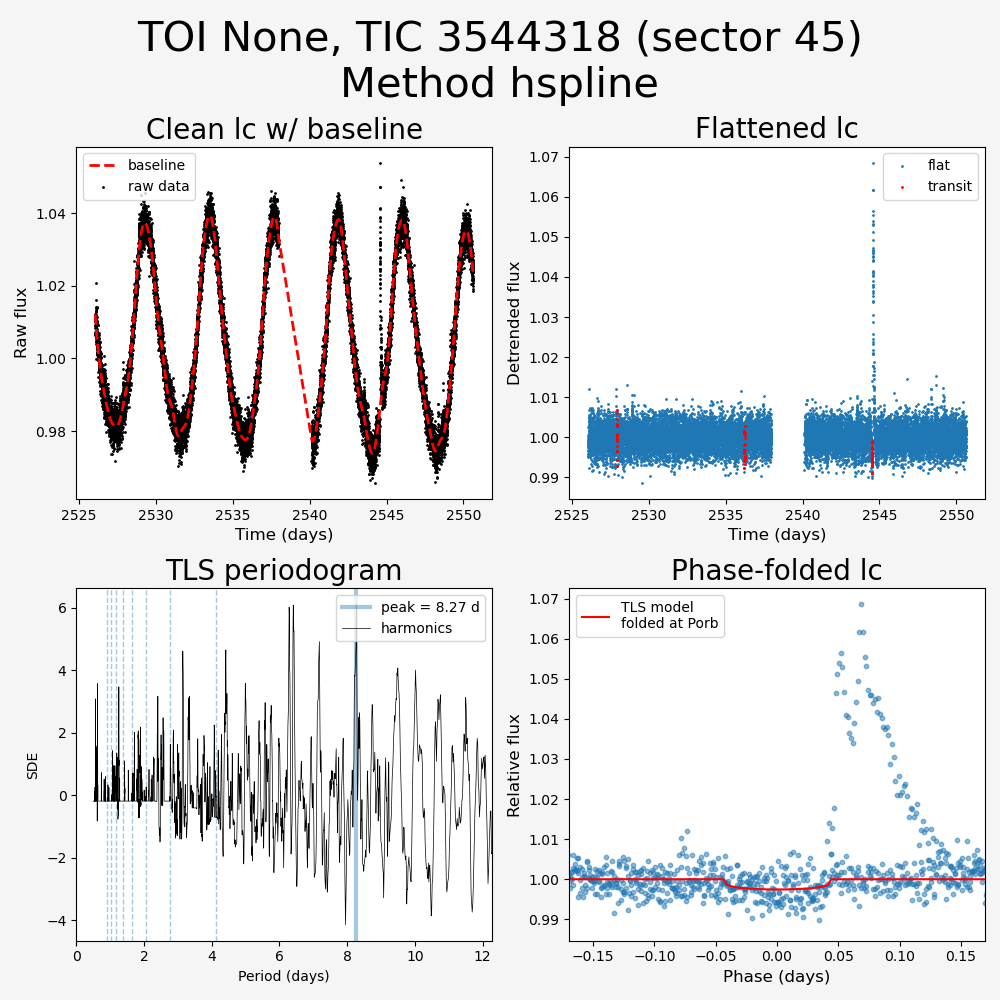 TOI None, TIC 3544318 (sector 45)
Method hspline
Clean lc w/ baseline
baseline
raw data
1.04
1.02
1.00
0.98
Raw flux
2525
2530
2535
2540
2545
2550
Time (days)
Flattened lc
flat
transit
1.07
1.06
1.05
1.04
1.03
1.02
1.01
1.00
0.99
Detrended flux
2525
2530
2535
2540
2545
2550
Time (days)
TLS periodogram
peak = 8.27 d
harmonics
6
4
2
0
−2
−4
SDE
0
2
4
6
8
10
12
Period (days)
Phase-folded lc
TLS model
folded at Porb
1.07
1.06
1.05
1.04
1.03
1.02
1.01
1.00
0.99
Relative flux
−0.15
−0.10
−0.05
0.00
0.05
0.10
0.15
Phase (days)